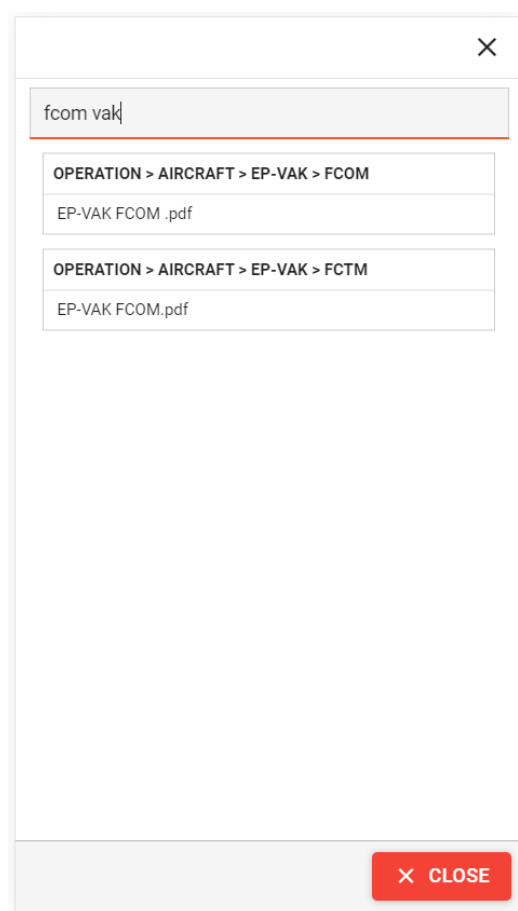 fcom vak
OPERATION > AIRCRAFT > EP-VAK > FCOM
EP-VAK FCOM .pdf
OPERATION > AIRCRAFT > EP-VAK > FCTM
EP-VAK FCOM.pdf
CLOSE